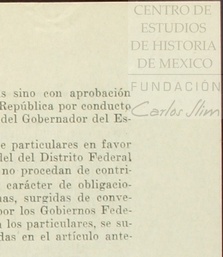 CENTRO DE
ESTUDIOS
DE HISTORIA
DE MEXICO
FUNDACIÓN
Carlos Slim
s sino con aprobación
República por conducto
del Gobernador del Es-
e particulares en favor
del del Distrito Federal
no procedan de contri-
carácter de obligacio-
as, surgidas de conve-
por los Gobiernos Fede-
los particulares, se su-
das en el artículo ante-